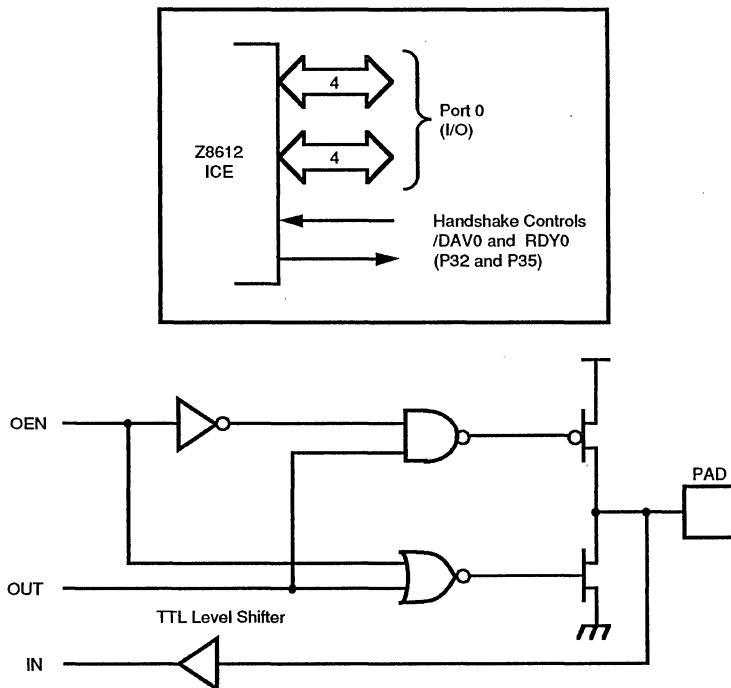 4
Port 0
(I/O)
Z8612
ICE
4
Handshake Controls
/DAV0 and RDY0
(P32 and P35)
OEN
PAD
OUT
TTL Level Shifter
IN